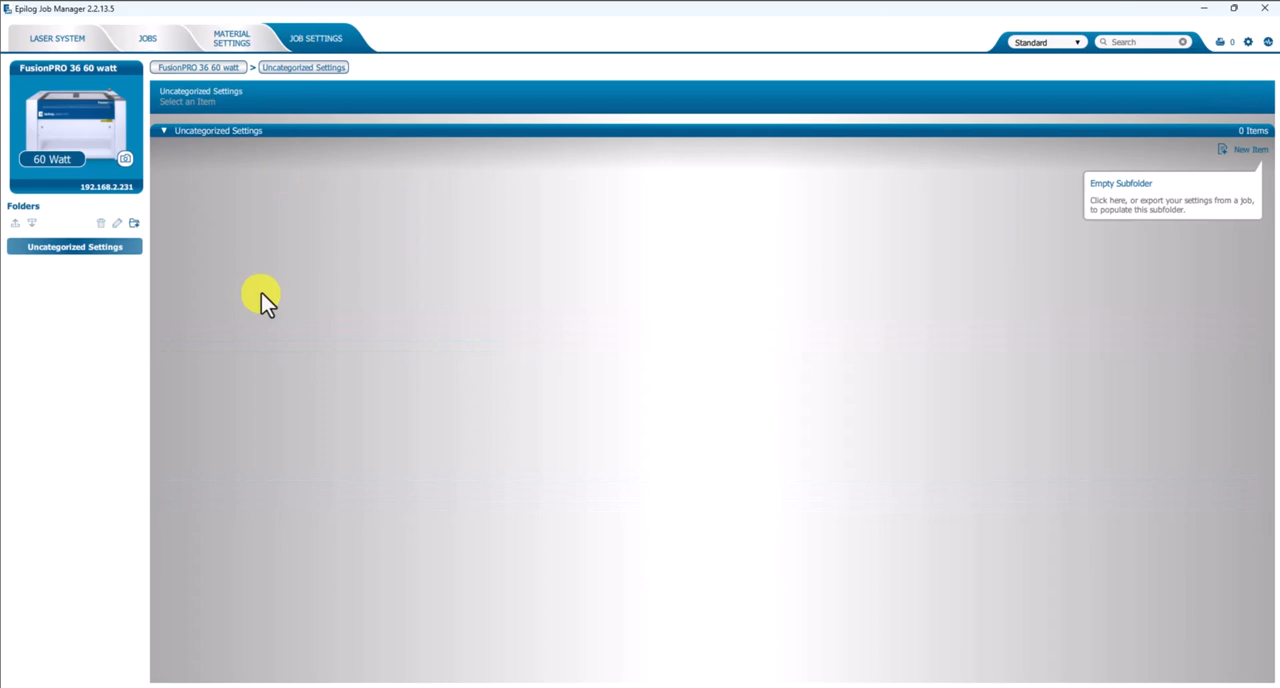 Epilog Job Manager 2.2.13.5
LASER SYSTEM
JOBS
MATERIAL
SETTINGS
JOB SETTINGS
Standard
Search
0
FusionPRO 36 60 watt
60 Watt
192.168.2.231
Folders
Uncategorized Settings
FusionPRO 36 60 watt > Uncategorized Settings
Uncategorized Settings
Select an Item
Uncategorized Settings
0 Items
New Item
Empty Subfolder
Click here, or export your settings from a job,
to populate this subfolder.